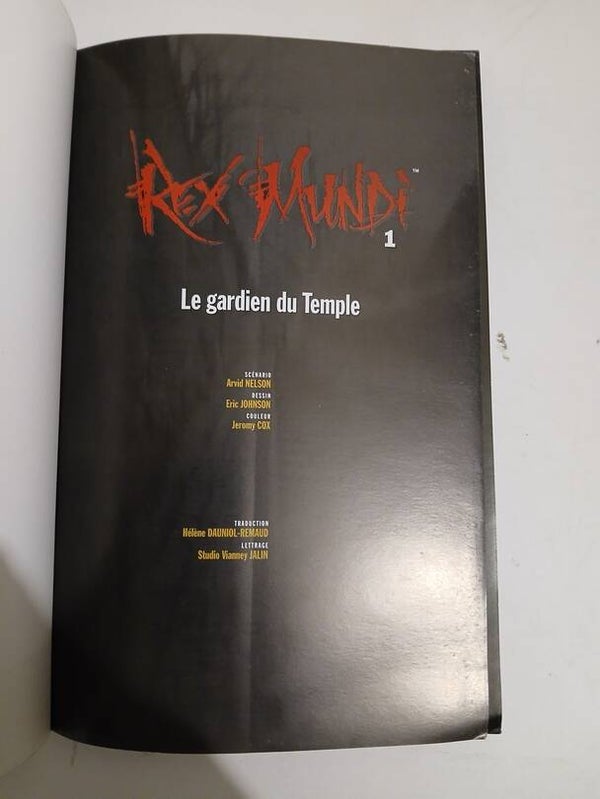 REX MUNDI™
1
Le gardien du Temple
SCÉNARIO
Arvid NELSON
DESSIN
Eric JOHNSON
COULEUR
Jeromy COX
TRADUCTION
Hélène DAUNIOL-REMAUD
LETTRAGE
Studio Vianney JALIN